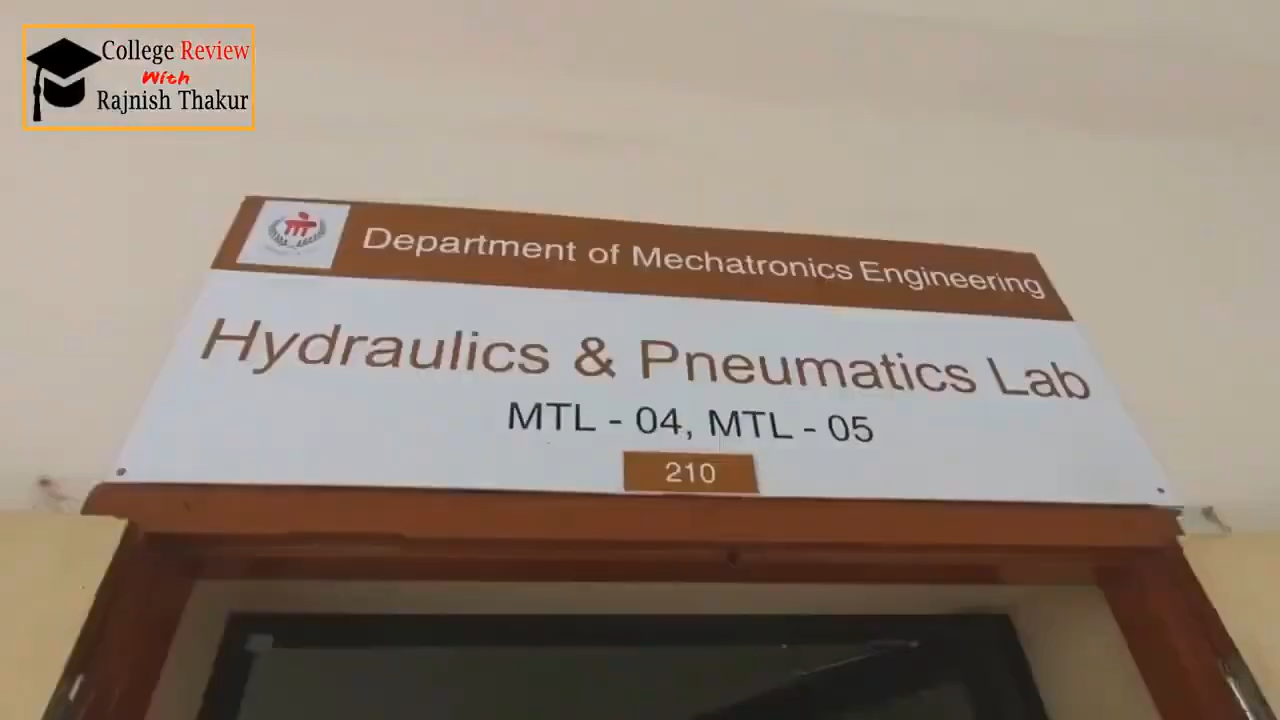 College Review
With
Rajnish Thakur
Department of Mechatronics Engineering
Hydraulics & Pneumatics Lab
MTL - 04, MTL - 05
210